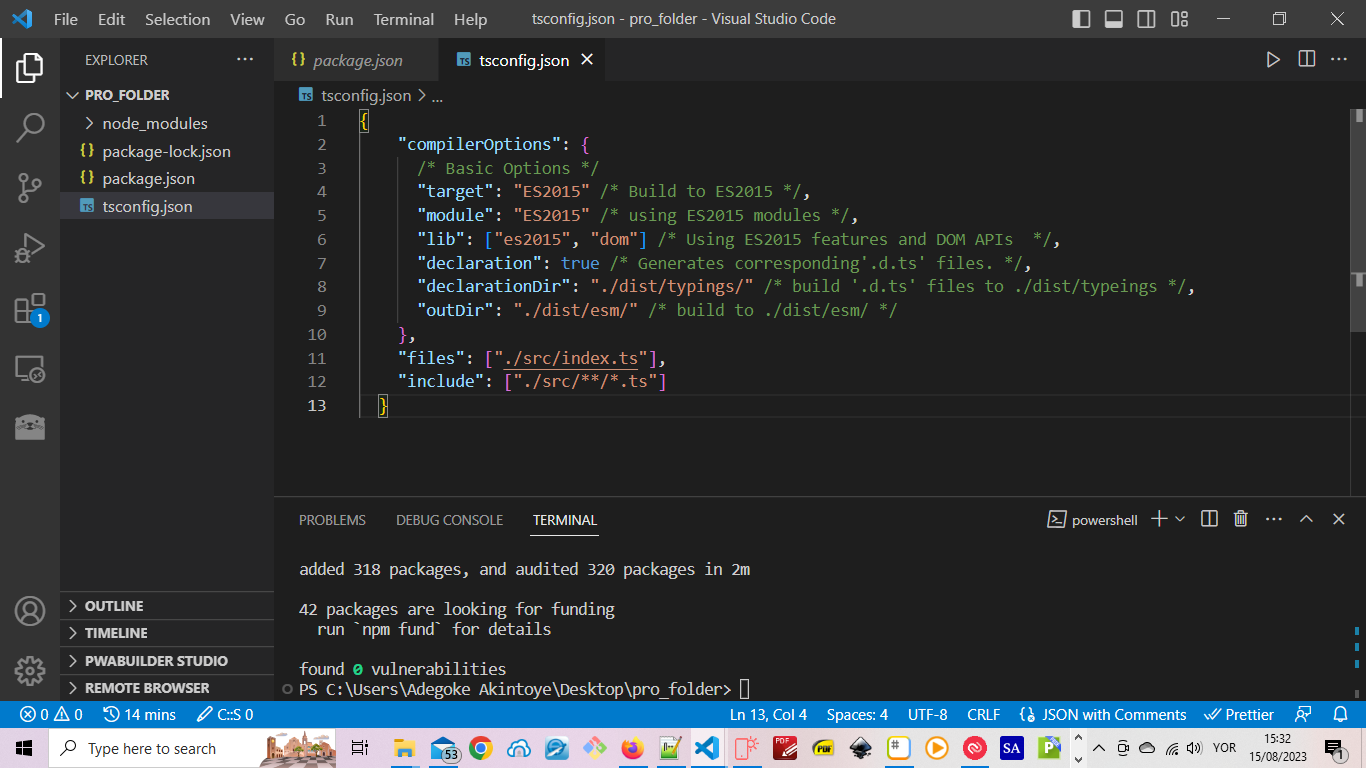 File Edit Selection View Go Run Terminal Help tsconfig.json - pro_folder - Visual Studio Code
EXPLORER
package.json
tsconfig.json
PRO_FOLDER
node_modules
package-lock.json
package.json
tsconfig.json
tsconfig.json > ...
1 {
2 "compilerOptions": {
3 /* Basic Options */
4 "target": "ES2015" /* Build to ES2015 */,
5 "module": "ES2015" /* using ES2015 modules */,
6 "lib": ["es2015", "dom"] /* Using ES2015 features and DOM APIs  */,
7 "declaration": true /* Generates corresponding'.d.ts' files. */,
8 "declarationDir": "./dist/typings/" /* build '.d.ts' files to ./dist/typeings */,
9 "outDir": "./dist/esm/" /* build to ./dist/esm/ */
10 },
11 "files": ["./src/index.ts"],
12 "include": ["./src/**/*.ts"]
13 }
1
OUTLINE
TIMELINE
PWABUILDER STUDIO
REMOTE BROWSER
PROBLEMS DEBUG CONSOLE TERMINAL powershell
added 318 packages, and audited 320 packages in 2m
42 packages are looking for funding
run `npm fund` for details
found 0 vulnerabilities
PS C:\Users\Adegoke Akintoye\Desktop\pro_folder>
0 0 14 mins C::S 0 Ln 13, Col 4 Spaces: 4 UTF-8 CRLF JSON with Comments Prettier
Type here to search 53 PDF PDF SA P YOR 15:32
15/08/2023 1